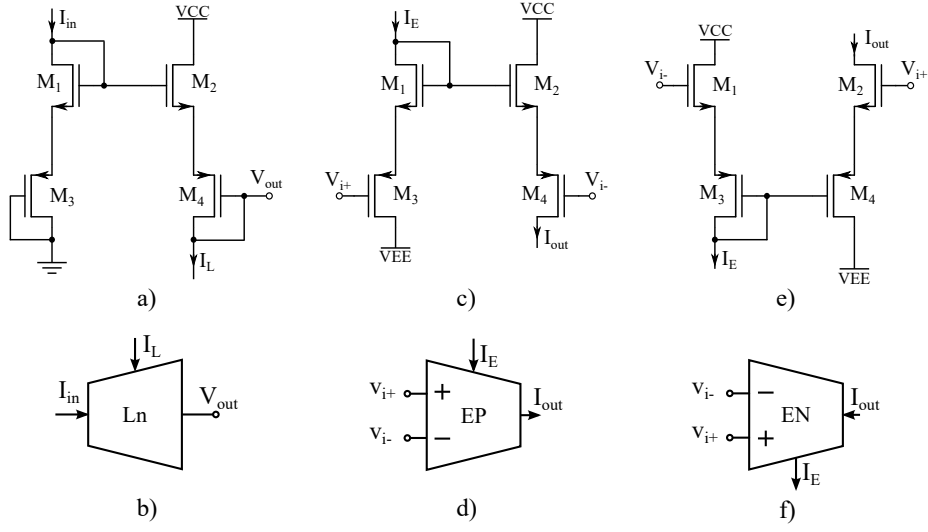 I_in
VCC
M_1
M_2
M_3
M_4
V_out
I_L
a)
I_E
VCC
M_1
M_2
V_i+
M_3
M_4
V_i-
VEE
I_out
c)
VCC
I_out
V_i-
M_1
M_2
V_i+
M_3
M_4
I_E
VEE
e)
I_L
I_in
Ln
V_out
b)
I_E
v_i+
+
EP
I_out
v_i-
−
d)
v_i-
−
EN
I_out
v_i+
+
I_E
f)